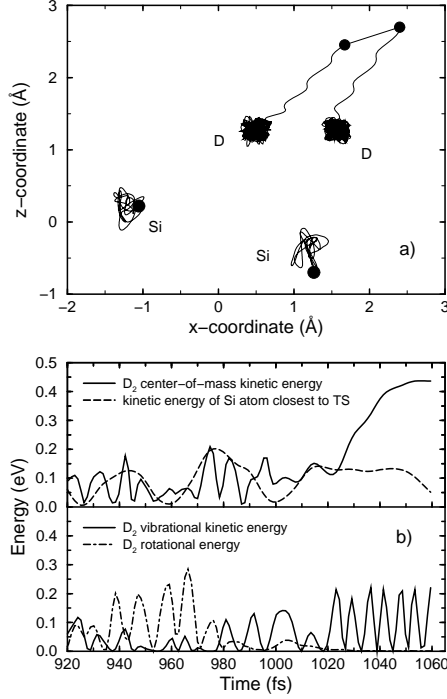 3
2
1
0
−1
z−coordinate (Å)
D
D
Si
Si
a)
−2 −1 0 1 2 3
x−coordinate (Å)
0.5
0.4
0.3
0.2
0.1
0.0
D2 center−of−mass kinetic energy
kinetic energy of Si atom closest to TS
Energy (eV)
0.4
0.3
0.2
0.1
0.0
D2 vibrational kinetic energy
D2 rotational energy
b)
920 940 960 980 1000 1020 1040 1060
Time (fs)